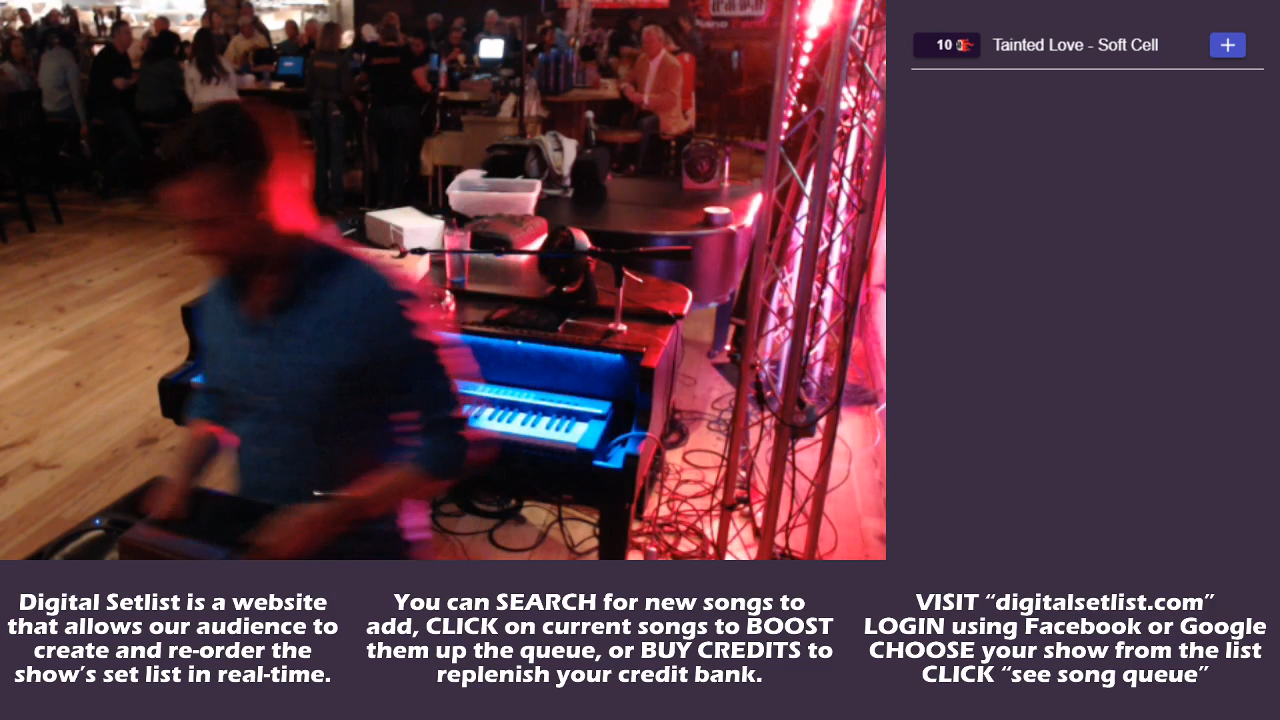 10 Tainted Love - Soft Cell +
Digital Setlist is a website
that allows our audience to
create and re-order the
show's set list in real-time.
You can SEARCH for new songs to
add, CLICK on current songs to BOOST
them up the queue, or BUY CREDITS to
replenish your credit bank.
VISIT “digitalsetlist.com”
LOGIN using Facebook or Google
CHOOSE your show from the list
CLICK “see song queue”